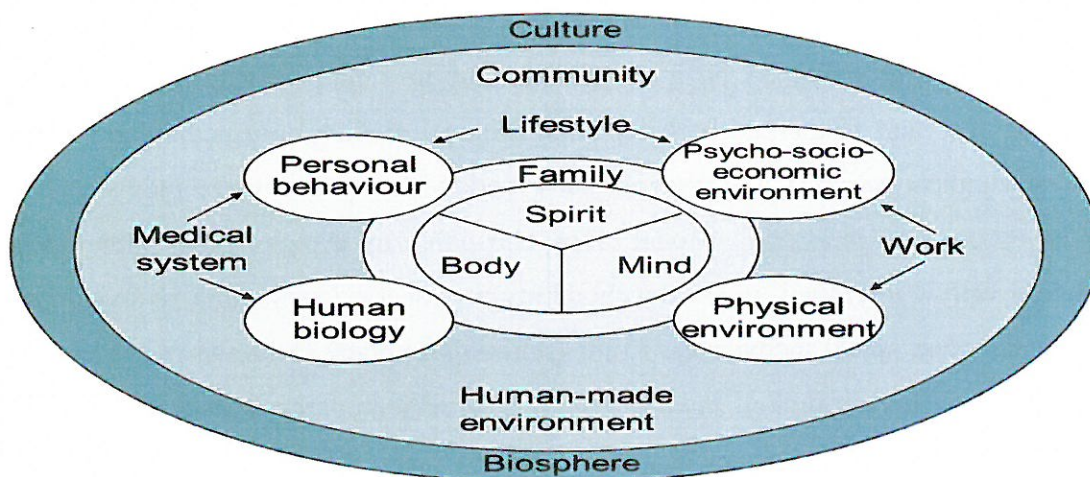 Culture
Community
Lifestyle
Personal
behaviour
Psycho-socio-
economic
environment
Family
Spirit
Medical
system
Body
Mind
Work
Human
biology
Physical
environment
Human-made
environment
Biosphere